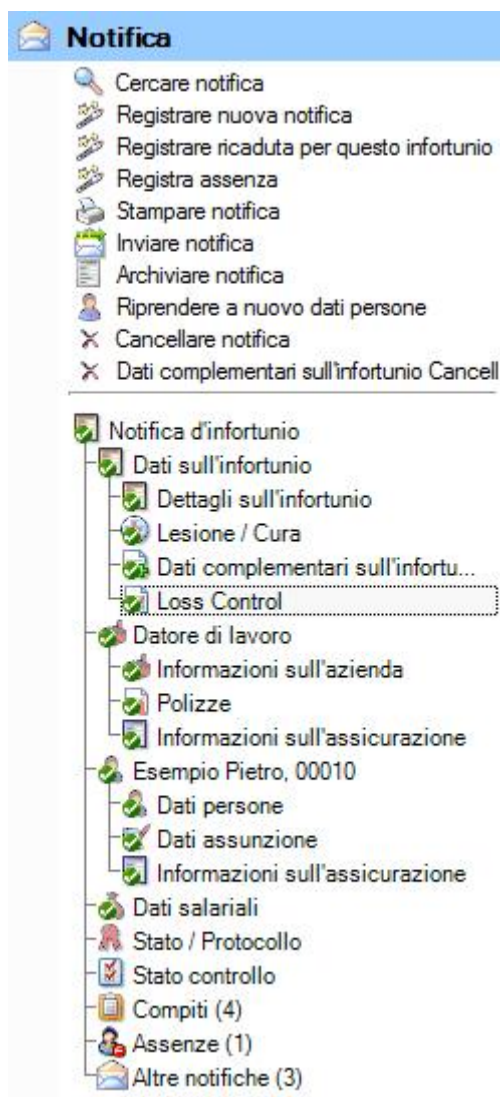 Notifica
Cercare notifica
Registrare nuova notifica
Registrare ricaduta per questo infortunio
Registra assenza
Stampare notifica
Inviare notifica
Archiviare notifica
Riprendere a nuovo dati persone
Cancellare notifica
Dati complementari sull'infortunio Cancell
Notifica d'infortunio
Dati sull'infortunio
Dettagli sull'infortunio
Lesione / Cura
Dati complementari sull'infortu...
Loss Control
Datore di lavoro
Informazioni sull'azienda
Polizze
Informazioni sull'assicurazione
Esempio Pietro, 00010
Dati persone
Dati assunzione
Informazioni sull'assicurazione
Dati salariali
Stato / Protocollo
Stato controllo
Compiti (4)
Assenze (1)
Altre notifiche (3)